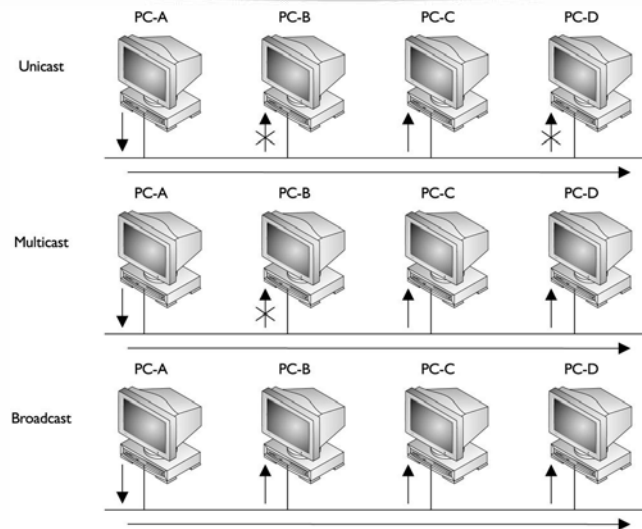 PC-A PC-B PC-C PC-D
Unicast
PC-A PC-B PC-C PC-D
Multicast
PC-A PC-B PC-C PC-D
Broadcast